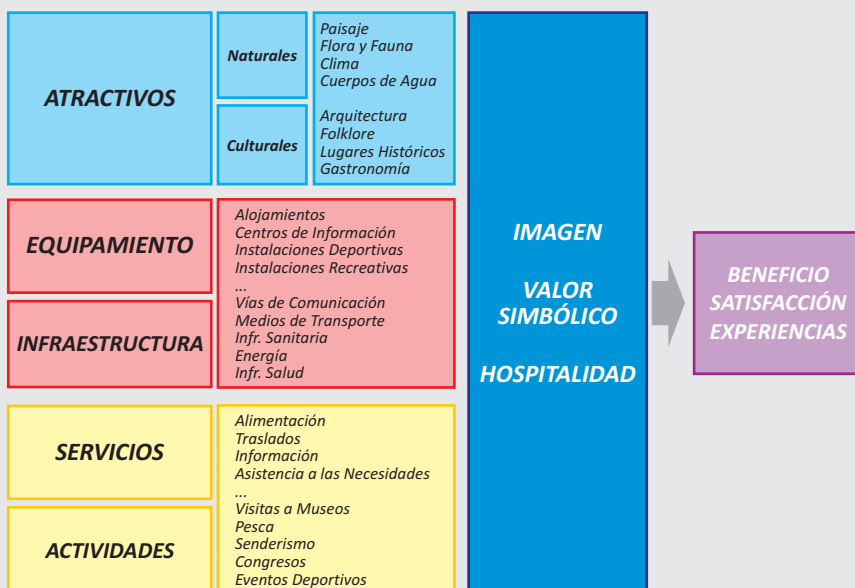 ATRACTIVOS
Naturales
Paisaje
Flora y Fauna
Clima
Cuerpos de Agua
Culturales
Arquitectura
Folklore
Lugares Históricos
Gastronomía
EQUIPAMIENTO
INFRAESTRUCTURA
Alojamientos
Centros de Información
Instalaciones Deportivas
Instalaciones Recreativas
...
Vías de Comunicación
Medios de Transporte
Infr. Sanitaria
Energía
Infr. Salud
SERVICIOS
ACTIVIDADES
Alimentación
Traslados
Información
Asistencia a las Necesidades
...
Visitas a Museos
Pesca
Senderismo
Congresos
Eventos Deportivos
IMAGEN
VALOR
SIMBÓLICO
HOSPITALIDAD
BENEFICIO
SATISFACCIÓN
EXPERIENCIAS